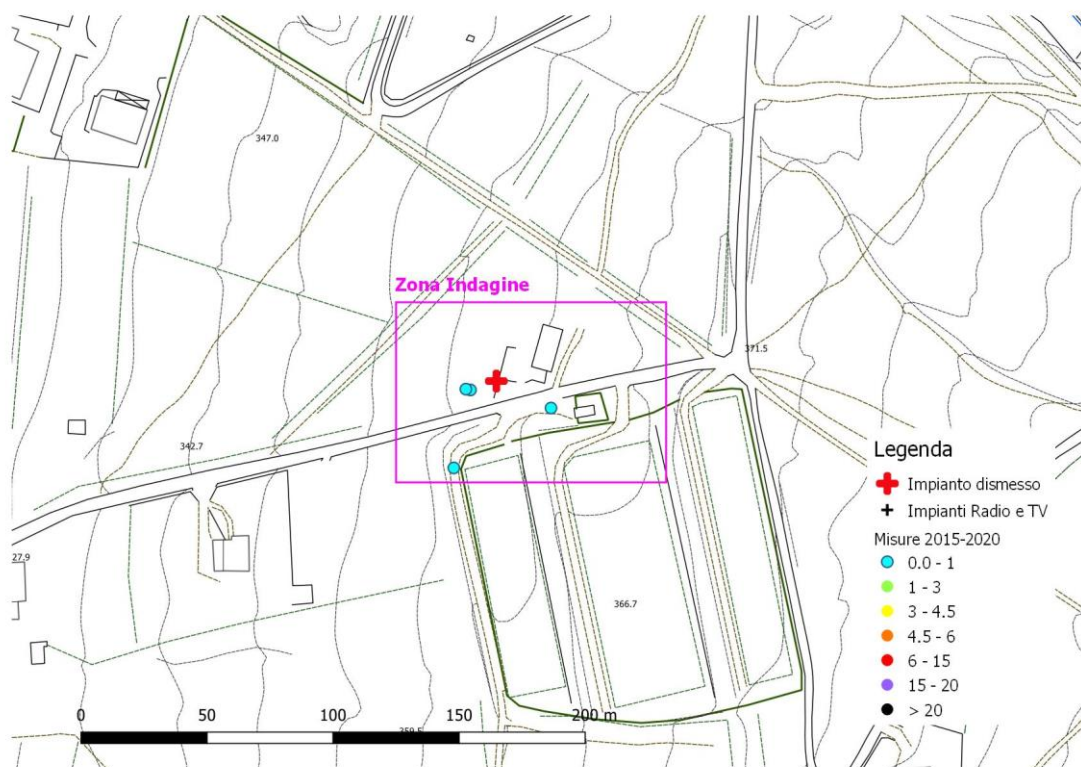 347.0
Zona Indagine
371.5
342.7
27.9
366.7
359.5
Legenda
Impianto dismesso
Impianti Radio e TV
Misure 2015-2020
0.0 - 1
1 - 3
3 - 4.5
4.5 - 6
6 - 15
15 - 20
> 20
0 50 100 150 200 m